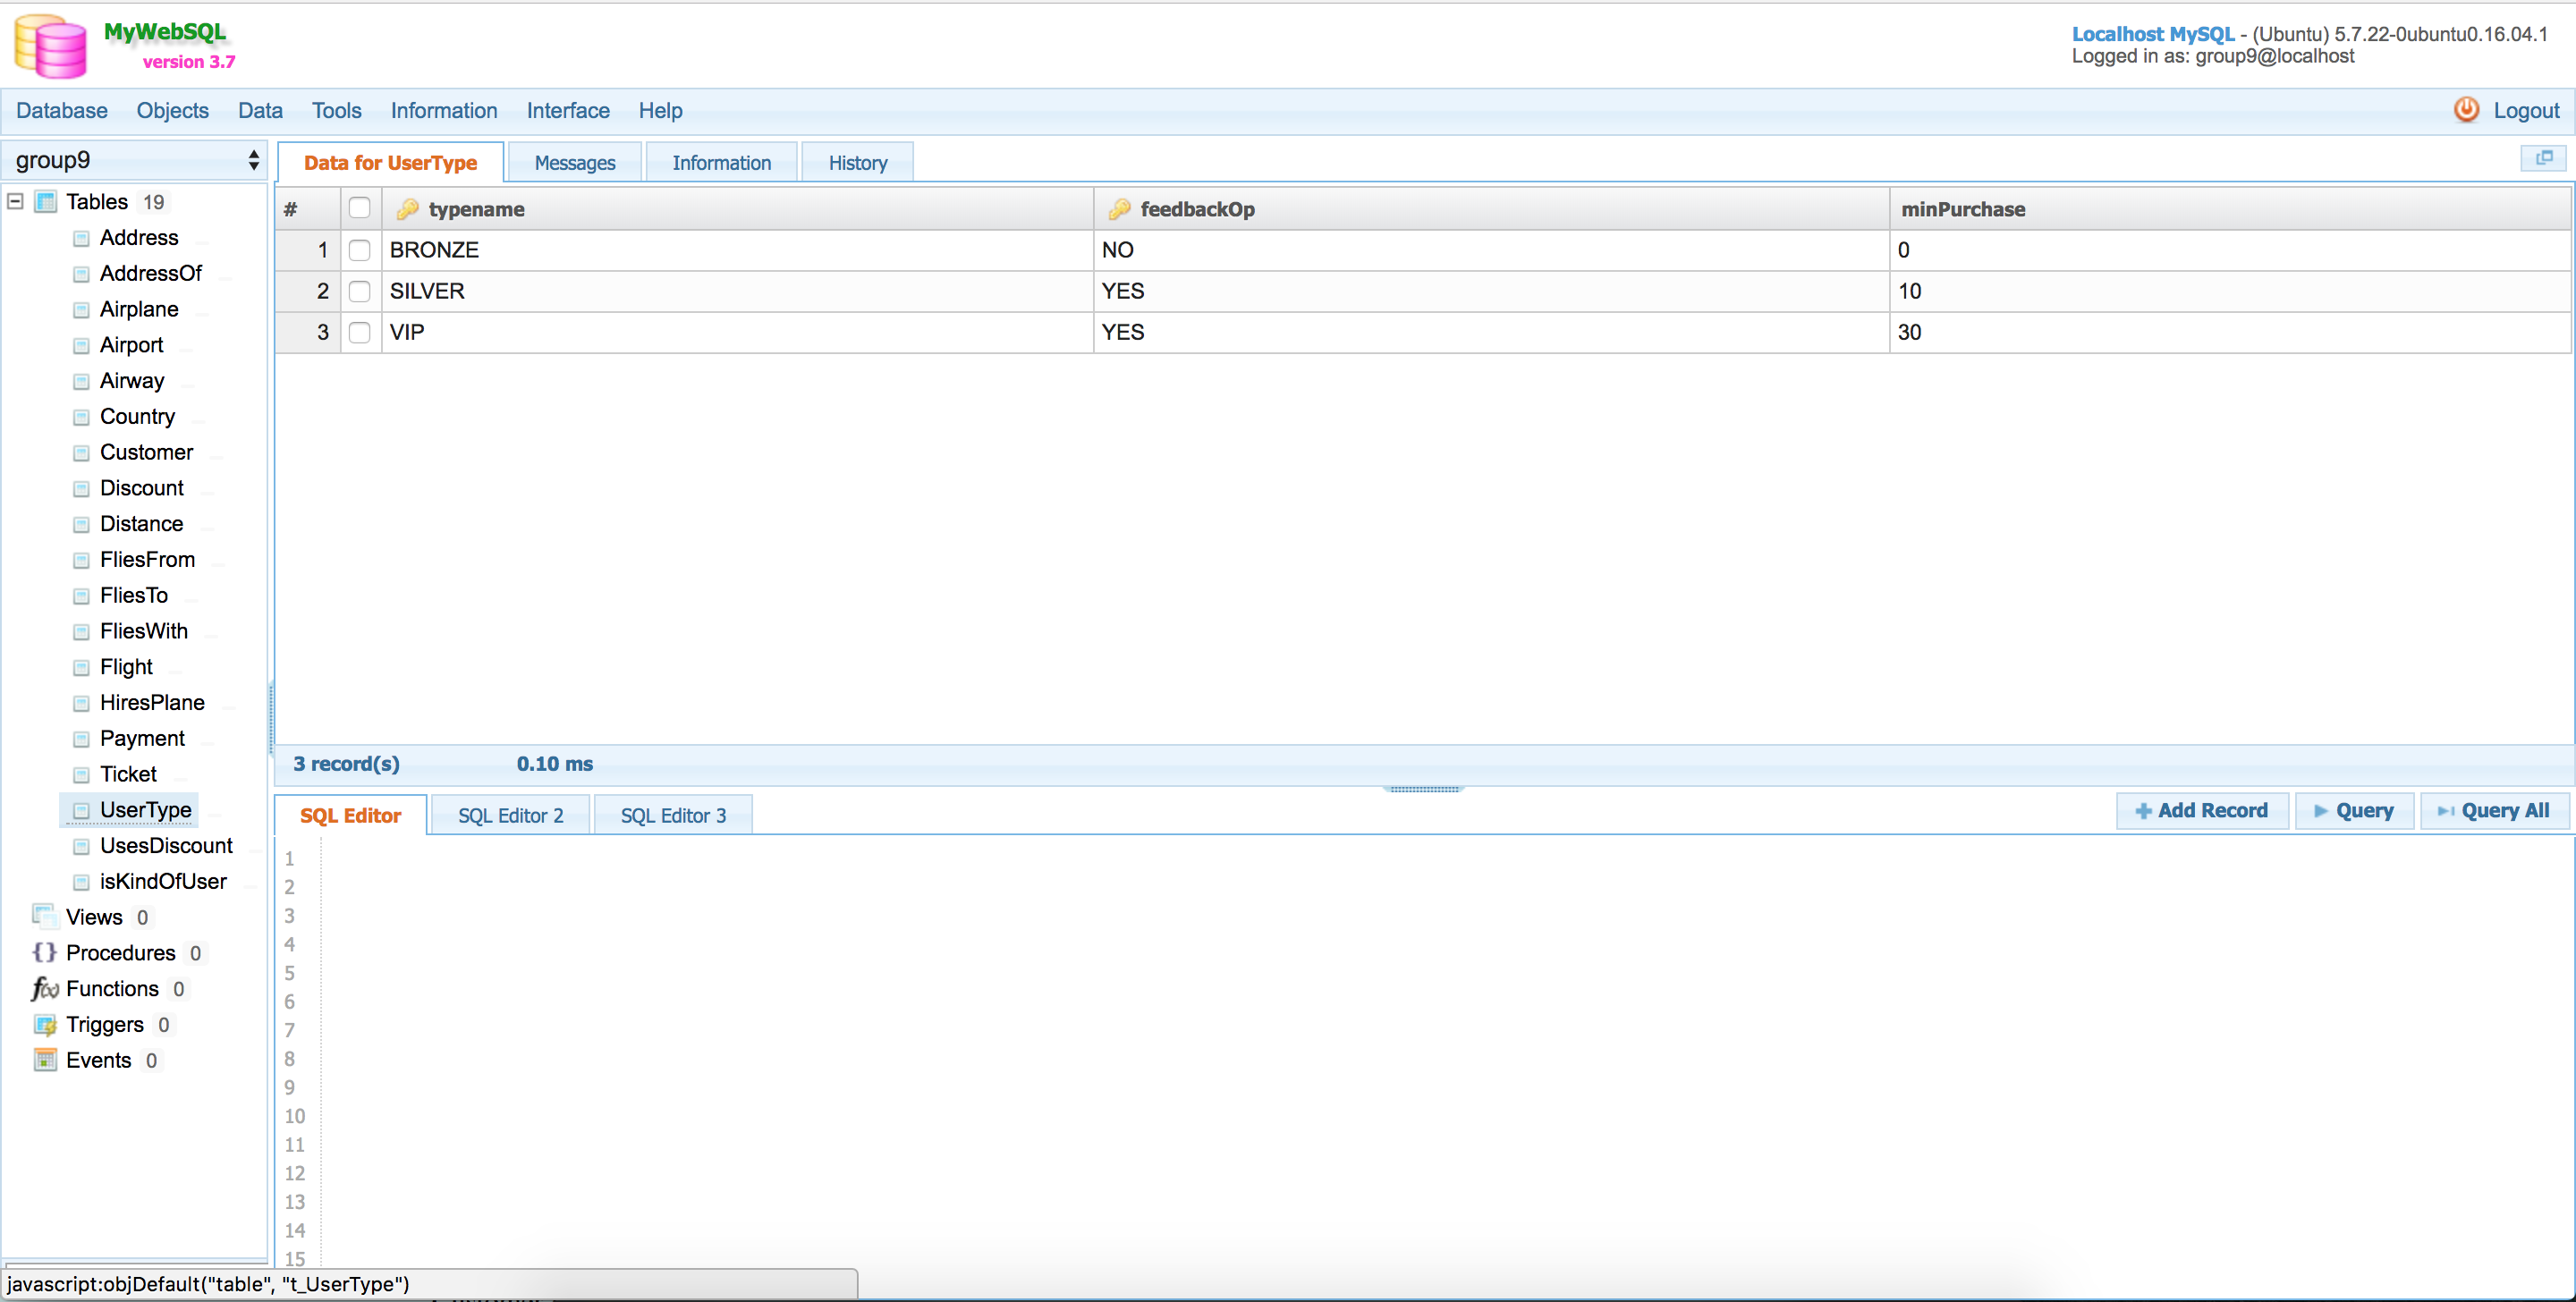 MyWebSQL
version 3.7
Localhost MySQL - (Ubuntu) 5.7.22-0ubuntu0.16.04.1
Logged in as: group9@localhost
Database Objects Data Tools Information Interface Help Logout
group9
Data for UserType Messages Information History
Tables 19
Address
AddressOf
Airplane
Airport
Airway
Country
Customer
Discount
Distance
FliesFrom
FliesTo
FliesWith
Flight
HiresPlane
Payment
Ticket
UserType
UsesDiscount
isKindOfUser
Views 0
{} Procedures 0
f(x) Functions 0
Triggers 0
Events 0
# typename feedbackOp minPurchase
1 BRONZE NO 0
2 SILVER YES 10
3 VIP YES 30
3 record(s) 0.10 ms
SQL Editor SQL Editor 2 SQL Editor 3 Add Record Query Query All
1
2
3
4
5
6
7
8
9
10
11
12
13
14
15
javascript:objDefault("table", "t_UserType")